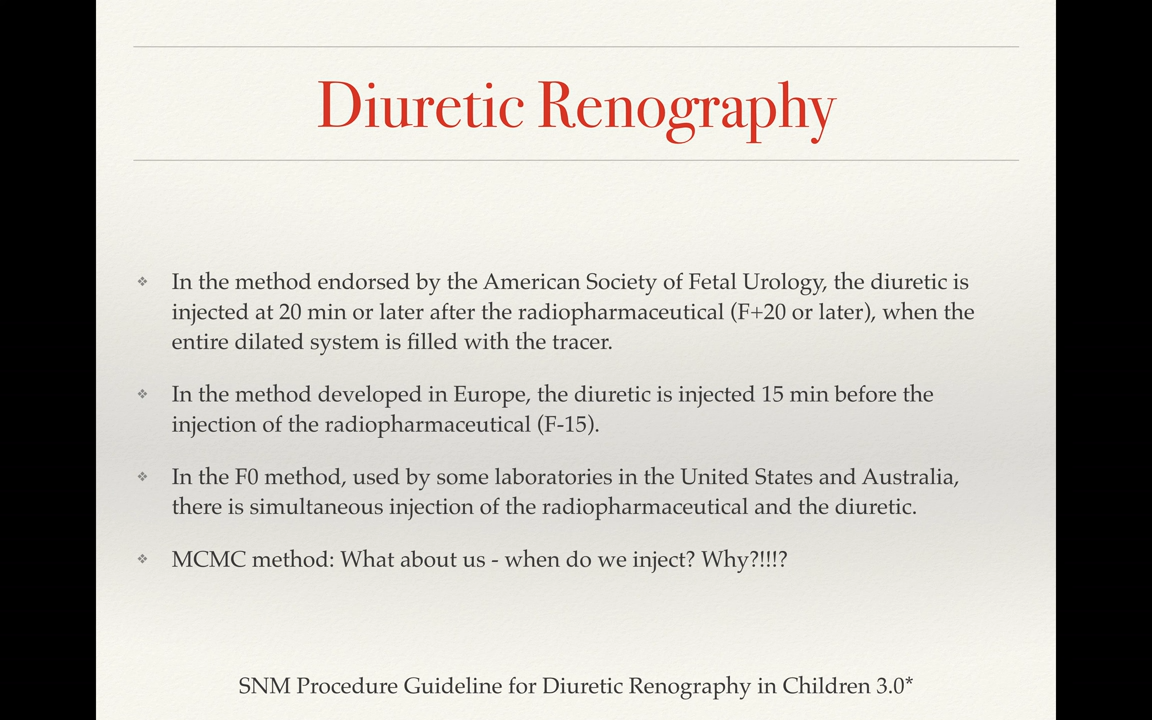 Diuretic Renography
❖ In the method endorsed by the American Society of Fetal Urology, the diuretic is
injected at 20 min or later after the radiopharmaceutical (F+20 or later), when the
entire dilated system is filled with the tracer.
❖ In the method developed in Europe, the diuretic is injected 15 min before the
injection of the radiopharmaceutical (F-15).
❖ In the F0 method, used by some laboratories in the United States and Australia,
there is simultaneous injection of the radiopharmaceutical and the diuretic.
❖ MCMC method: What about us - when do we inject? Why?!!!?
SNM Procedure Guideline for Diuretic Renography in Children 3.0*